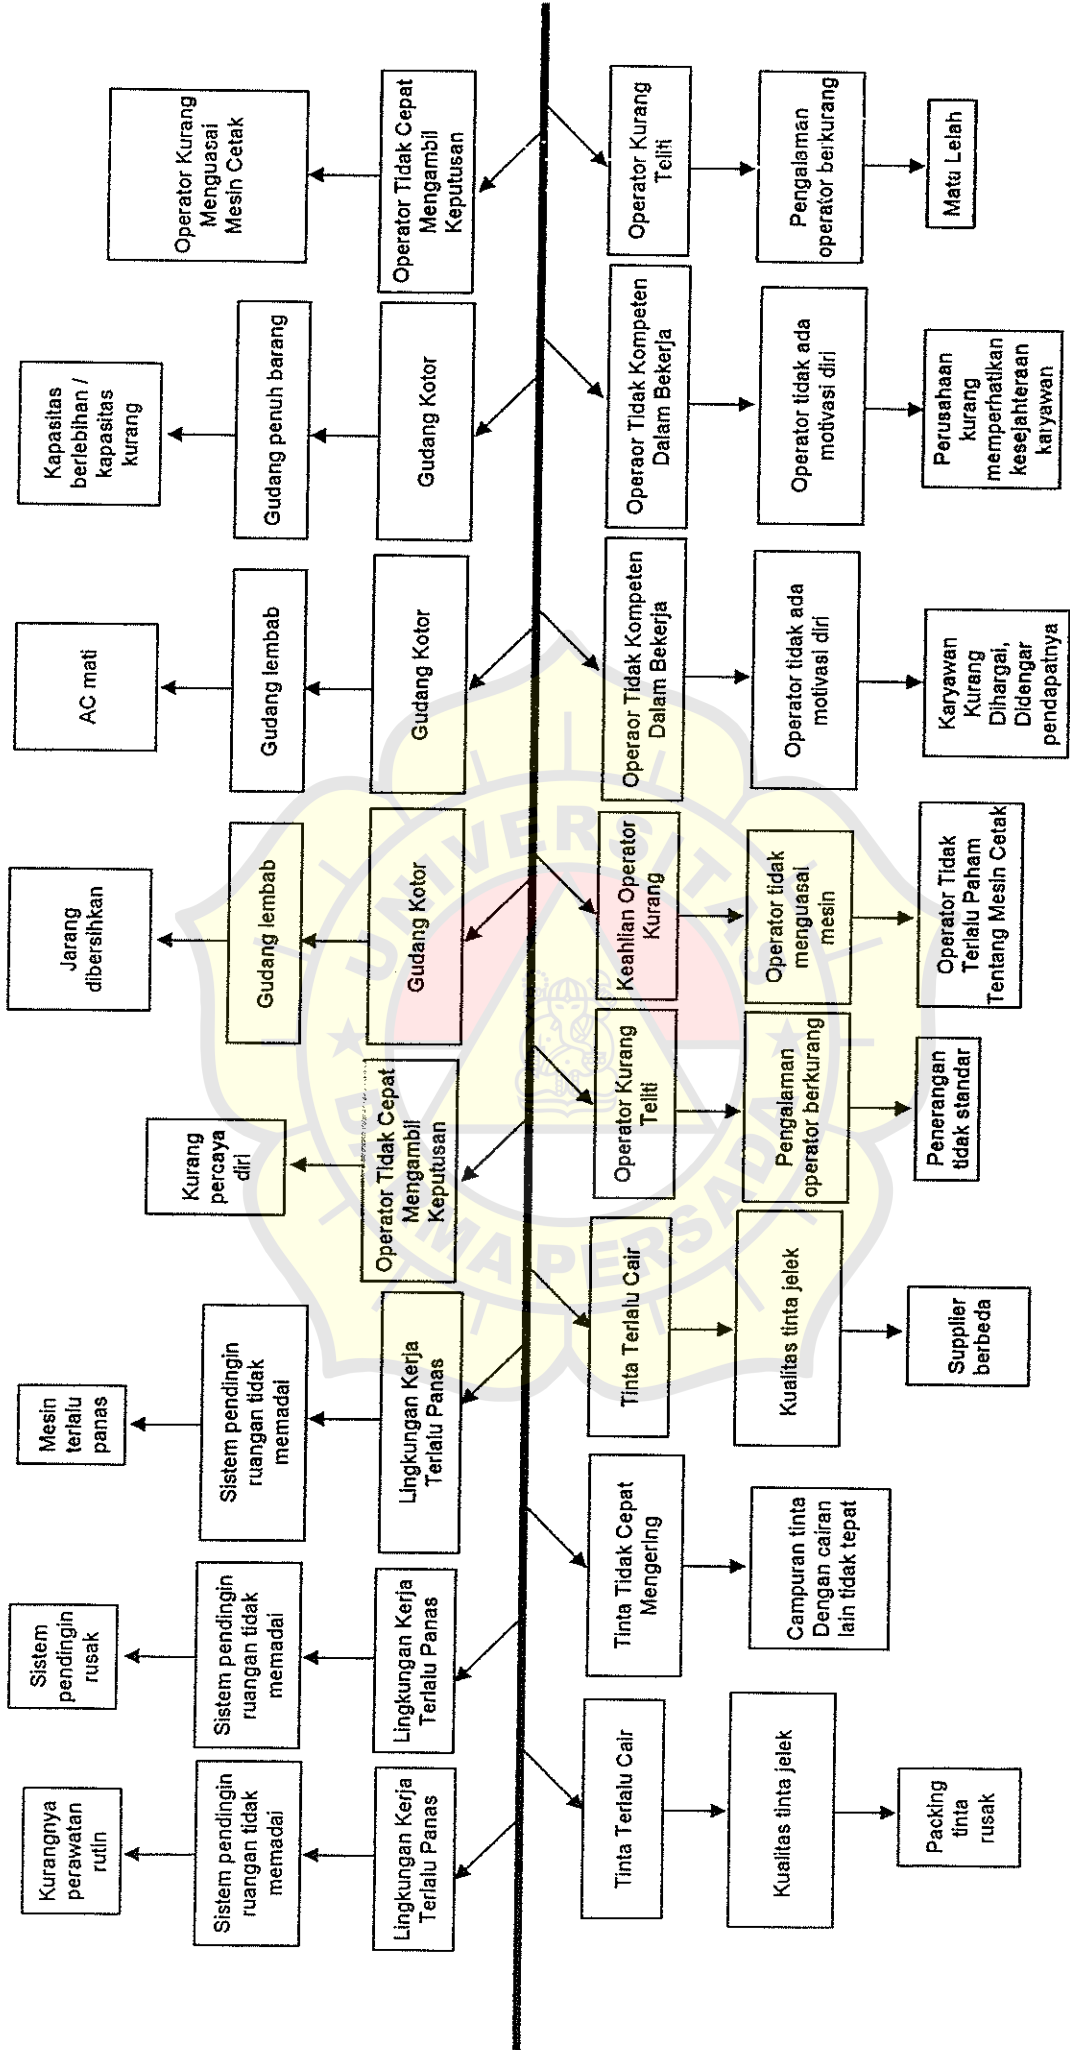 Kurangnya
perawatan
rutin
Sistem pendingin
ruangan tidak
memadai
Lingkungan Kerja
Terlalu Panas
Sistem
pendingin
rusak
Sistem pendingin
ruangan tidak
memadai
Lingkungan Kerja
Terlalu Panas
Mesin
terlalu
panas
Sistem pendingin
ruangan tidak
memadai
Lingkungan Kerja
Terlalu Panas
Kurang
percaya
diri
Operator Tidak Cepat
Mengambil
Keputusan
Jarang
dibersihkan
Gudang lembab
Gudang Kotor
AC mati
Gudang lembab
Gudang Kotor
Kapasitas
berlebihan /
kapasitas
kurang
Gudang penuh barang
Gudang Kotor
Operator Kurang
Menguasai
Mesin Cetak
Operator Tidak Cepat
Mengambil
Keputusan
Tinta Terlalu Cair
Kualitas tinta jelek
Packing
tinta
rusak
Tinta Tidak Cepat
Mengering
Campuran tinta
Dengan cairan
lain tidak tepat
Tinta Terlalu Cair
Kualitas tinta jelek
Supplier
berbeda
Operator Kurang
Teliti
Pengalaman
operator berkurang
Penerangan
tidak standar
Keahlian Operator
Kurang
Operator tidak
menguasai
mesin
Operator Tidak
Terlalu Paham
Tentang Mesin Cetak
Operaor Tidak Kompeten
Dalam Bekerja
Operator tidak ada
motivasi diri
Karyawan
Kurang
Dihargai,
Didengar
pendapatnya
Operaor Tidak Kompeten
Dalam Bekerja
Operator tidak ada
motivasi diri
Perusahaan
kurang
memperhatikan
kesejahteraan
karyawan
Operator Kurang
Teliti
Pengalaman
operator berkurang
Matu Lelah
UNIVERSITAS
DARMA PERSADA